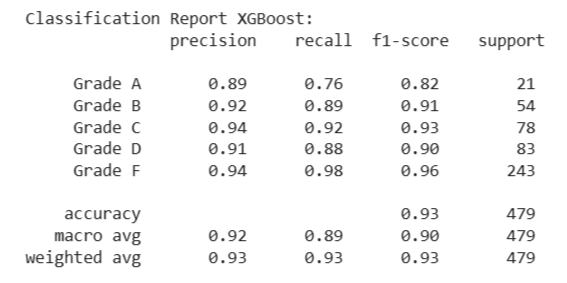 Classification Report XGBoost:
precision recall f1-score support
Grade A 0.89 0.76 0.82 21
Grade B 0.92 0.89 0.91 54
Grade C 0.94 0.92 0.93 78
Grade D 0.91 0.88 0.90 83
Grade F 0.94 0.98 0.96 243
accuracy 0.93 479
macro avg 0.92 0.89 0.90 479
weighted avg 0.93 0.93 0.93 479